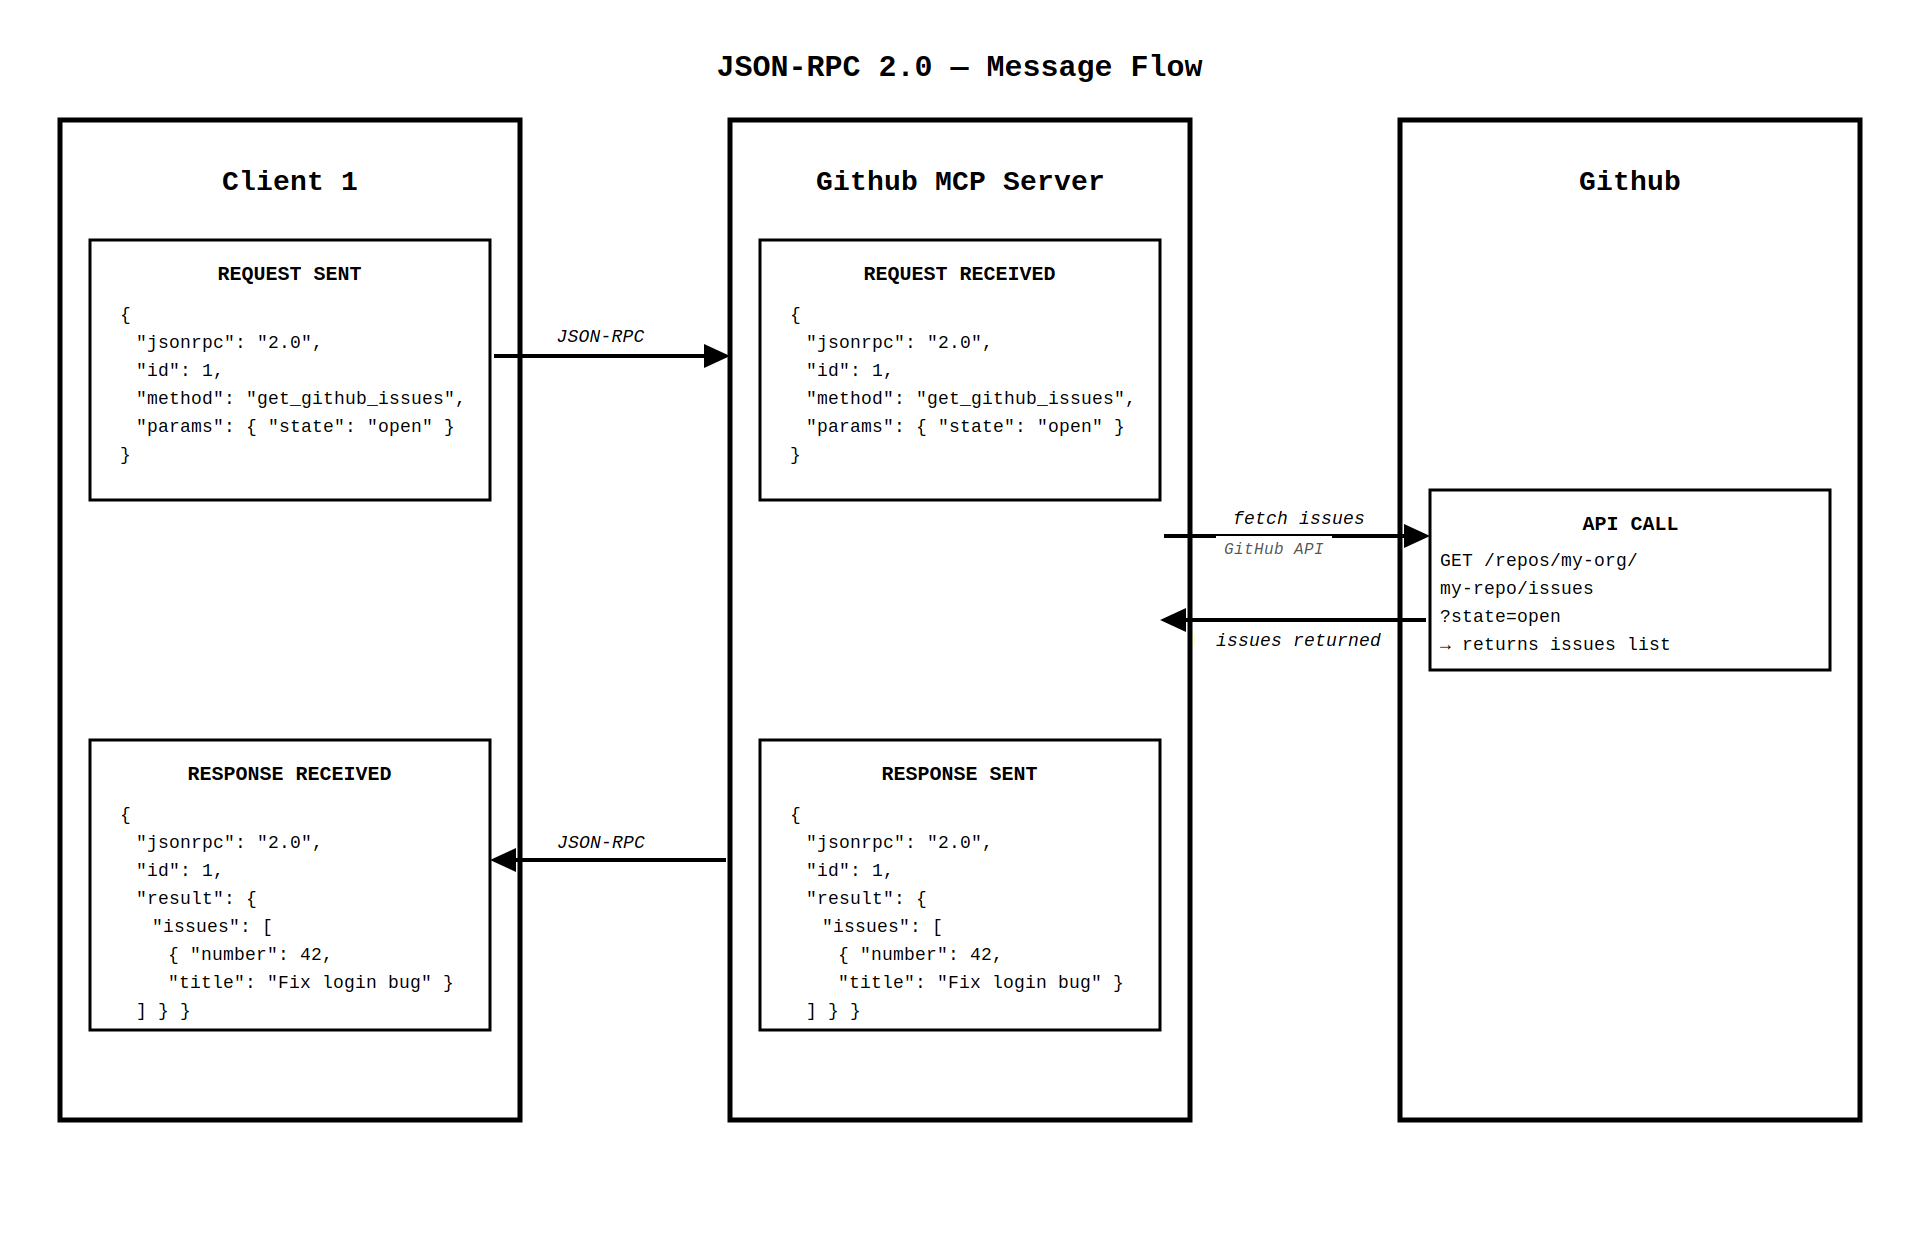 JSON-RPC 2.0 — Message Flow
Client 1
REQUEST SENT
{
"jsonrpc": "2.0",
"id": 1,
"method": "get_github_issues",
"params": { "state": "open" }
}
JSON-RPC
Github MCP Server
REQUEST RECEIVED
{
"jsonrpc": "2.0",
"id": 1,
"method": "get_github_issues",
"params": { "state": "open" }
}
fetch issues
GitHub API
Github
API CALL
GET /repos/my-org/
my-repo/issues
?state=open
→ returns issues list
issues returned
RESPONSE SENT
{
"jsonrpc": "2.0",
"id": 1,
"result": {
"issues": [
{ "number": 42,
"title": "Fix login bug" }
] } }
JSON-RPC
RESPONSE RECEIVED
{
"jsonrpc": "2.0",
"id": 1,
"result": {
"issues": [
{ "number": 42,
"title": "Fix login bug" }
] } }